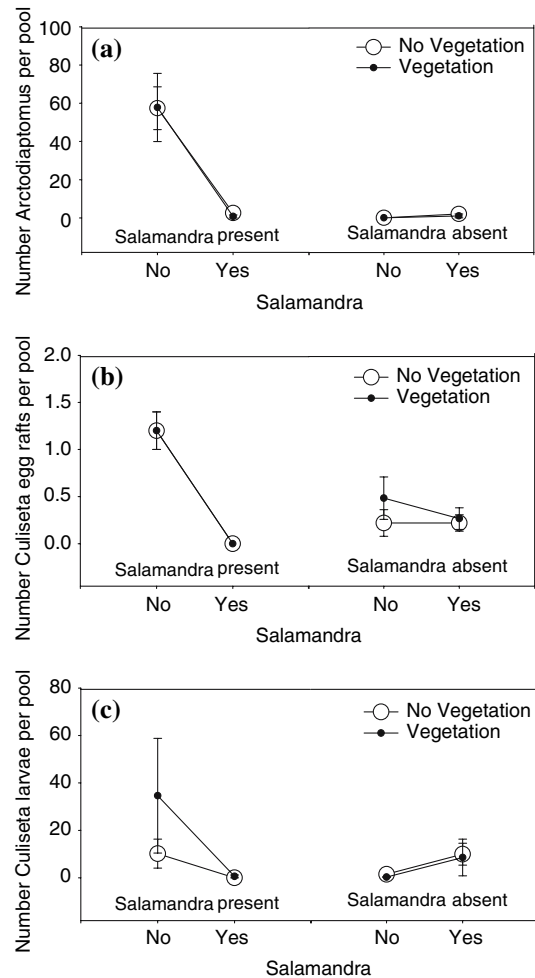 Number Arctodiaptomus per pool
100
80
60
40
20
0
(a)
No Vegetation
Vegetation
Salamandra present
Salamandra absent
No
Yes
No
Yes
Salamandra
Number Culiseta egg rafts per pool
2.0
1.5
1.0
0.5
0.0
(b)
No Vegetation
Vegetation
Salamandra present
Salamandra absent
No
Yes
No
Yes
Salamandra
Number Culiseta larvae per pool
80
60
40
20
0
(c)
No Vegetation
Vegetation
Salamandra present
Salamandra absent
No
Yes
No
Yes
Salamandra